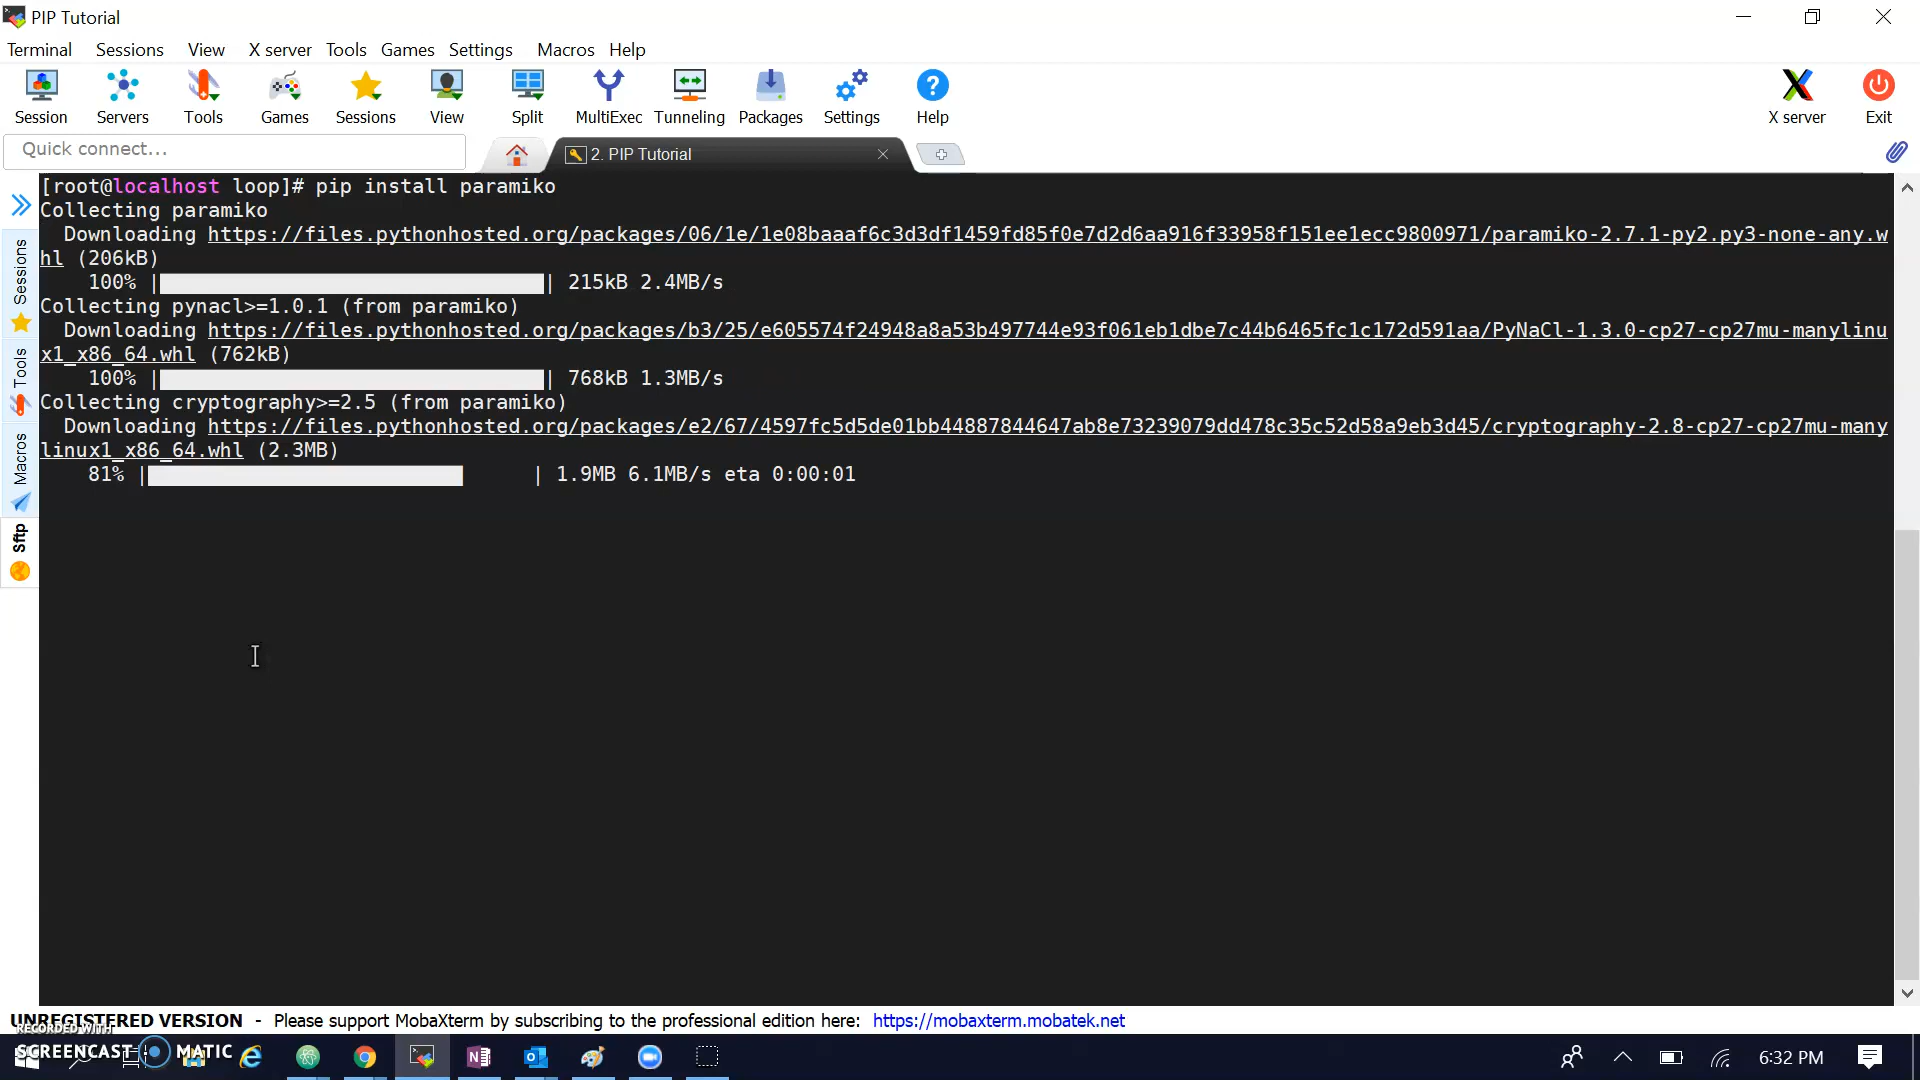 PIP Tutorial
Terminal Sessions View X server Tools Games Settings Macros Help
Session Servers Tools Games Sessions View Split MultiExec Tunneling Packages Settings Help X server Exit
Quick connect...
2. PIP Tutorial
[root@localhost loop]# pip install paramiko
Collecting paramiko
Downloading https://files.pythonhosted.org/packages/06/1e/1e08baaaf6c3d3df1459fd85f0e7d2d6aa916f33958f151ee1ecc9800971/paramiko-2.7.1-py2.py3-none-any.w
hl (206kB)
100% | | 215kB 2.4MB/s
Collecting pynacl>=1.0.1 (from paramiko)
Downloading https://files.pythonhosted.org/packages/b3/25/e605574f24948a8a53b497744e93f061eb1dbe7c44b6465fc1c172d591aa/PyNaCl-1.3.0-cp27-cp27mu-manylinu
x1_x86_64.whl (762kB)
100% | | 768kB 1.3MB/s
Collecting cryptography>=2.5 (from paramiko)
Downloading https://files.pythonhosted.org/packages/e2/67/4597fc5d5de01bb44887844647ab8e73239079dd478c35c52d58a9eb3d45/cryptography-2.8-cp27-cp27mu-many
linux1_x86_64.whl (2.3MB)
81% | | 1.9MB 6.1MB/s eta 0:00:01
Sessions
Tools
Macros
Sftp
UNREGISTERED VERSION - Please support MobaXterm by subscribing to the professional edition here: https://mobaxterm.mobatek.net
RECORDED WITH
SCREENCAST MATIC
6:32 PM